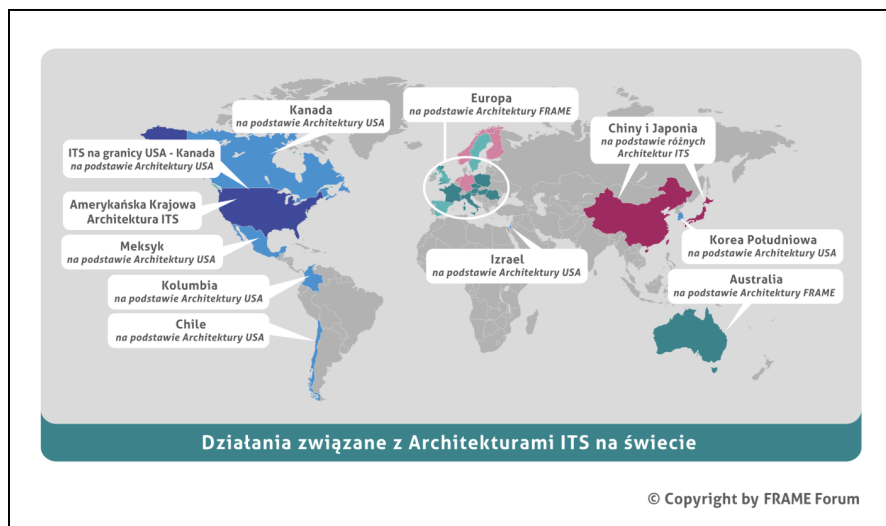 Kanada
na podstawie Architektury USA
ITS na granicy USA - Kanada
na podstawie Architektury USA
Amerykańska Krajowa
Architektura ITS
Meksyk
na podstawie Architektury USA
Kolumbia
na podstawie Architektury USA
Chile
na podstawie Architektury USA
Europa
na podstawie Architektury FRAME
Izrael
na podstawie Architektury USA
Chiny i Japonia
na podstawie różnych
Architektur ITS
Korea Południowa
na podstawie Architektury USA
Australia
na podstawie Architektury FRAME
Działania związane z Architekturami ITS na świecie
© Copyright by FRAME Forum